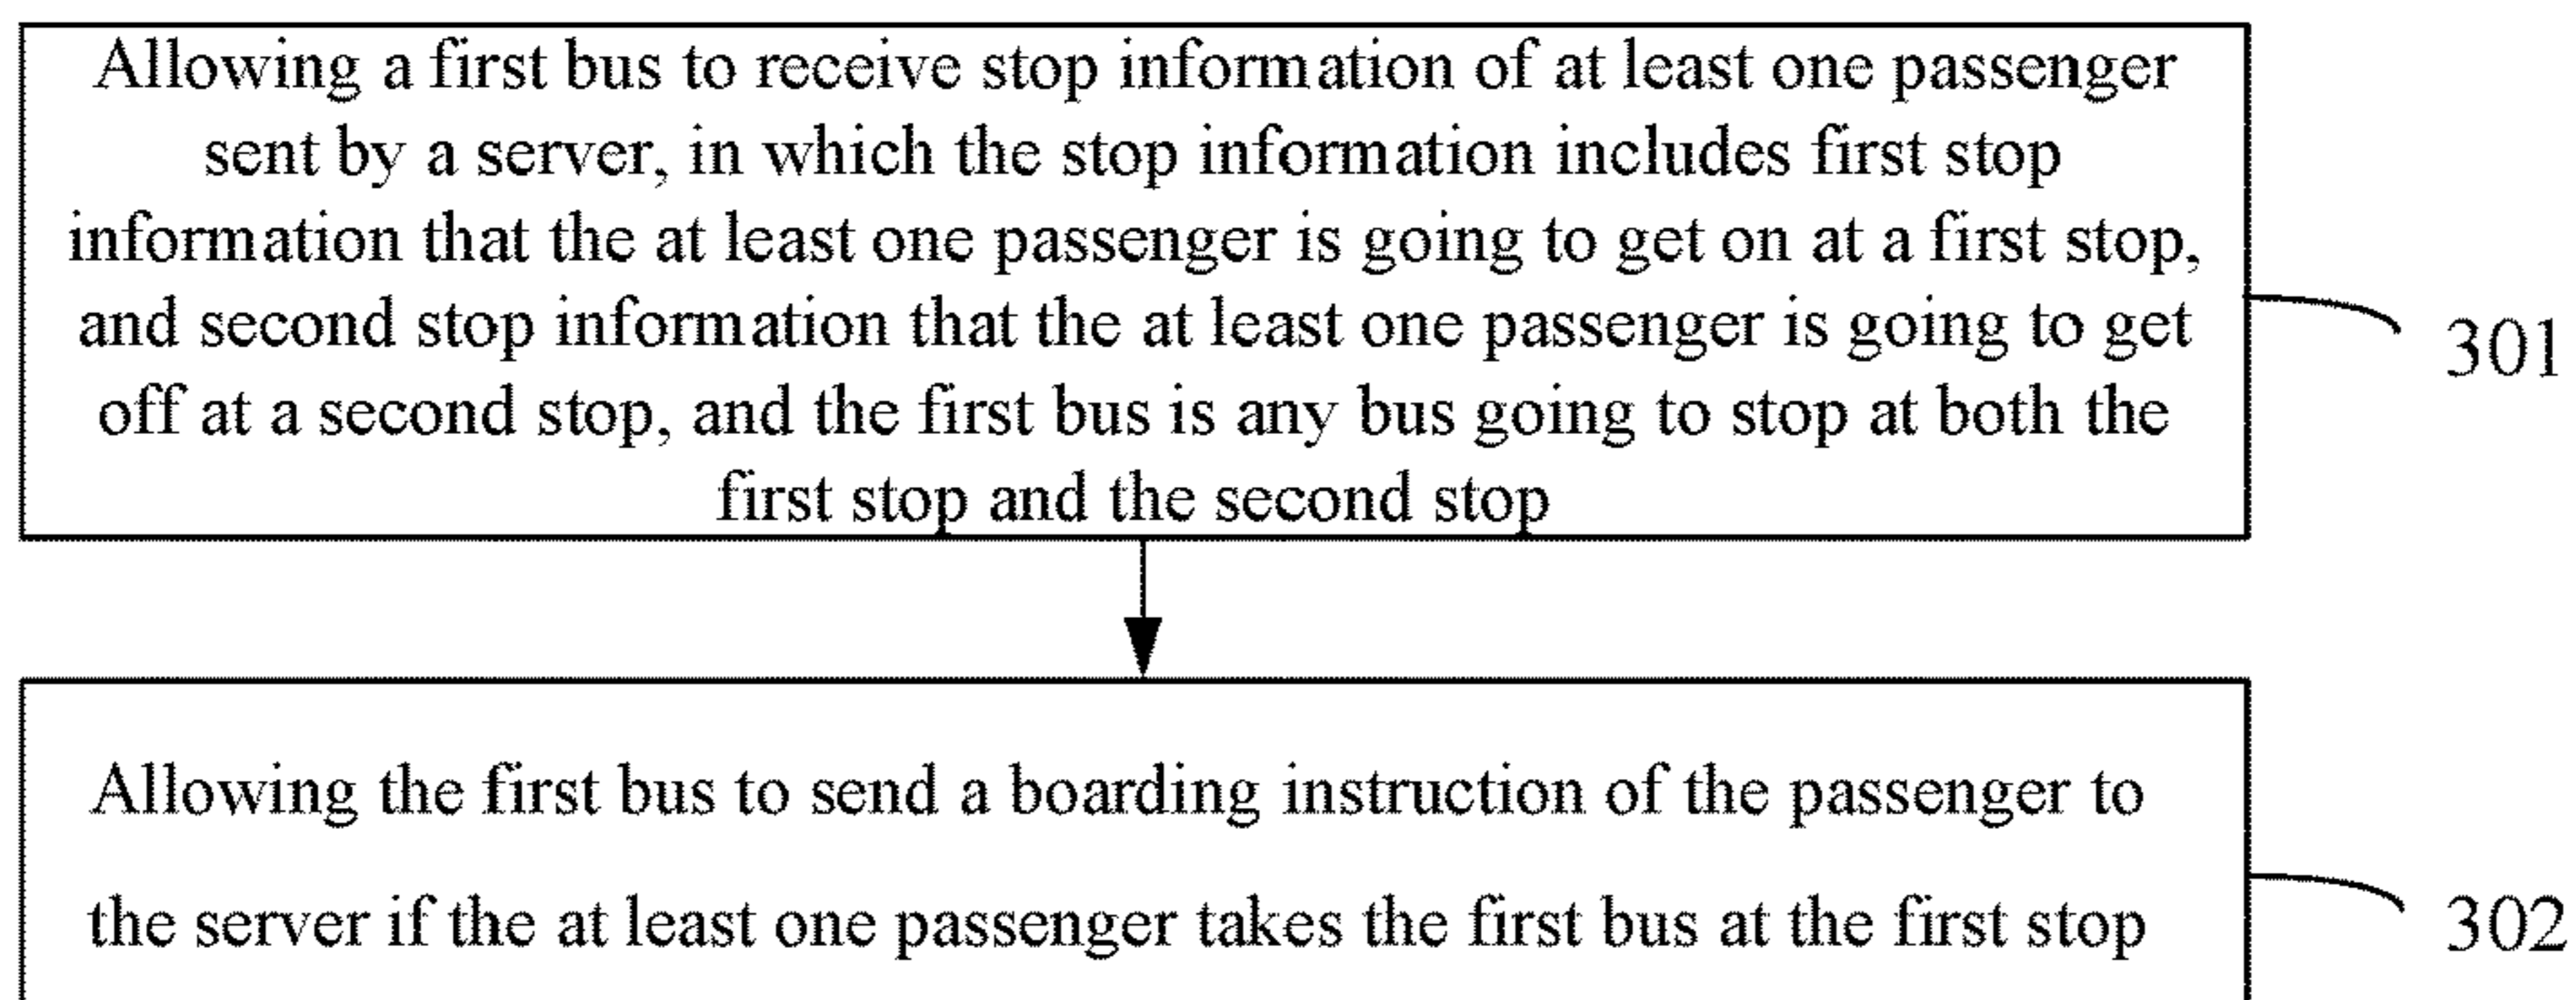 Allowing a first bus to receive stop information of at least one passenger
sent by a server, in which the stop information includes first stop
information that the at least one passenger is going to get on at a first stop,
and second stop information that the at least one passenger is going to get
off at a second stop, and the first bus is any bus going to stop at both the
first stop and the second stop
301
Allowing the first bus to send a boarding instruction of the passenger to
the server if the at least one passenger takes the first bus at the first stop
302